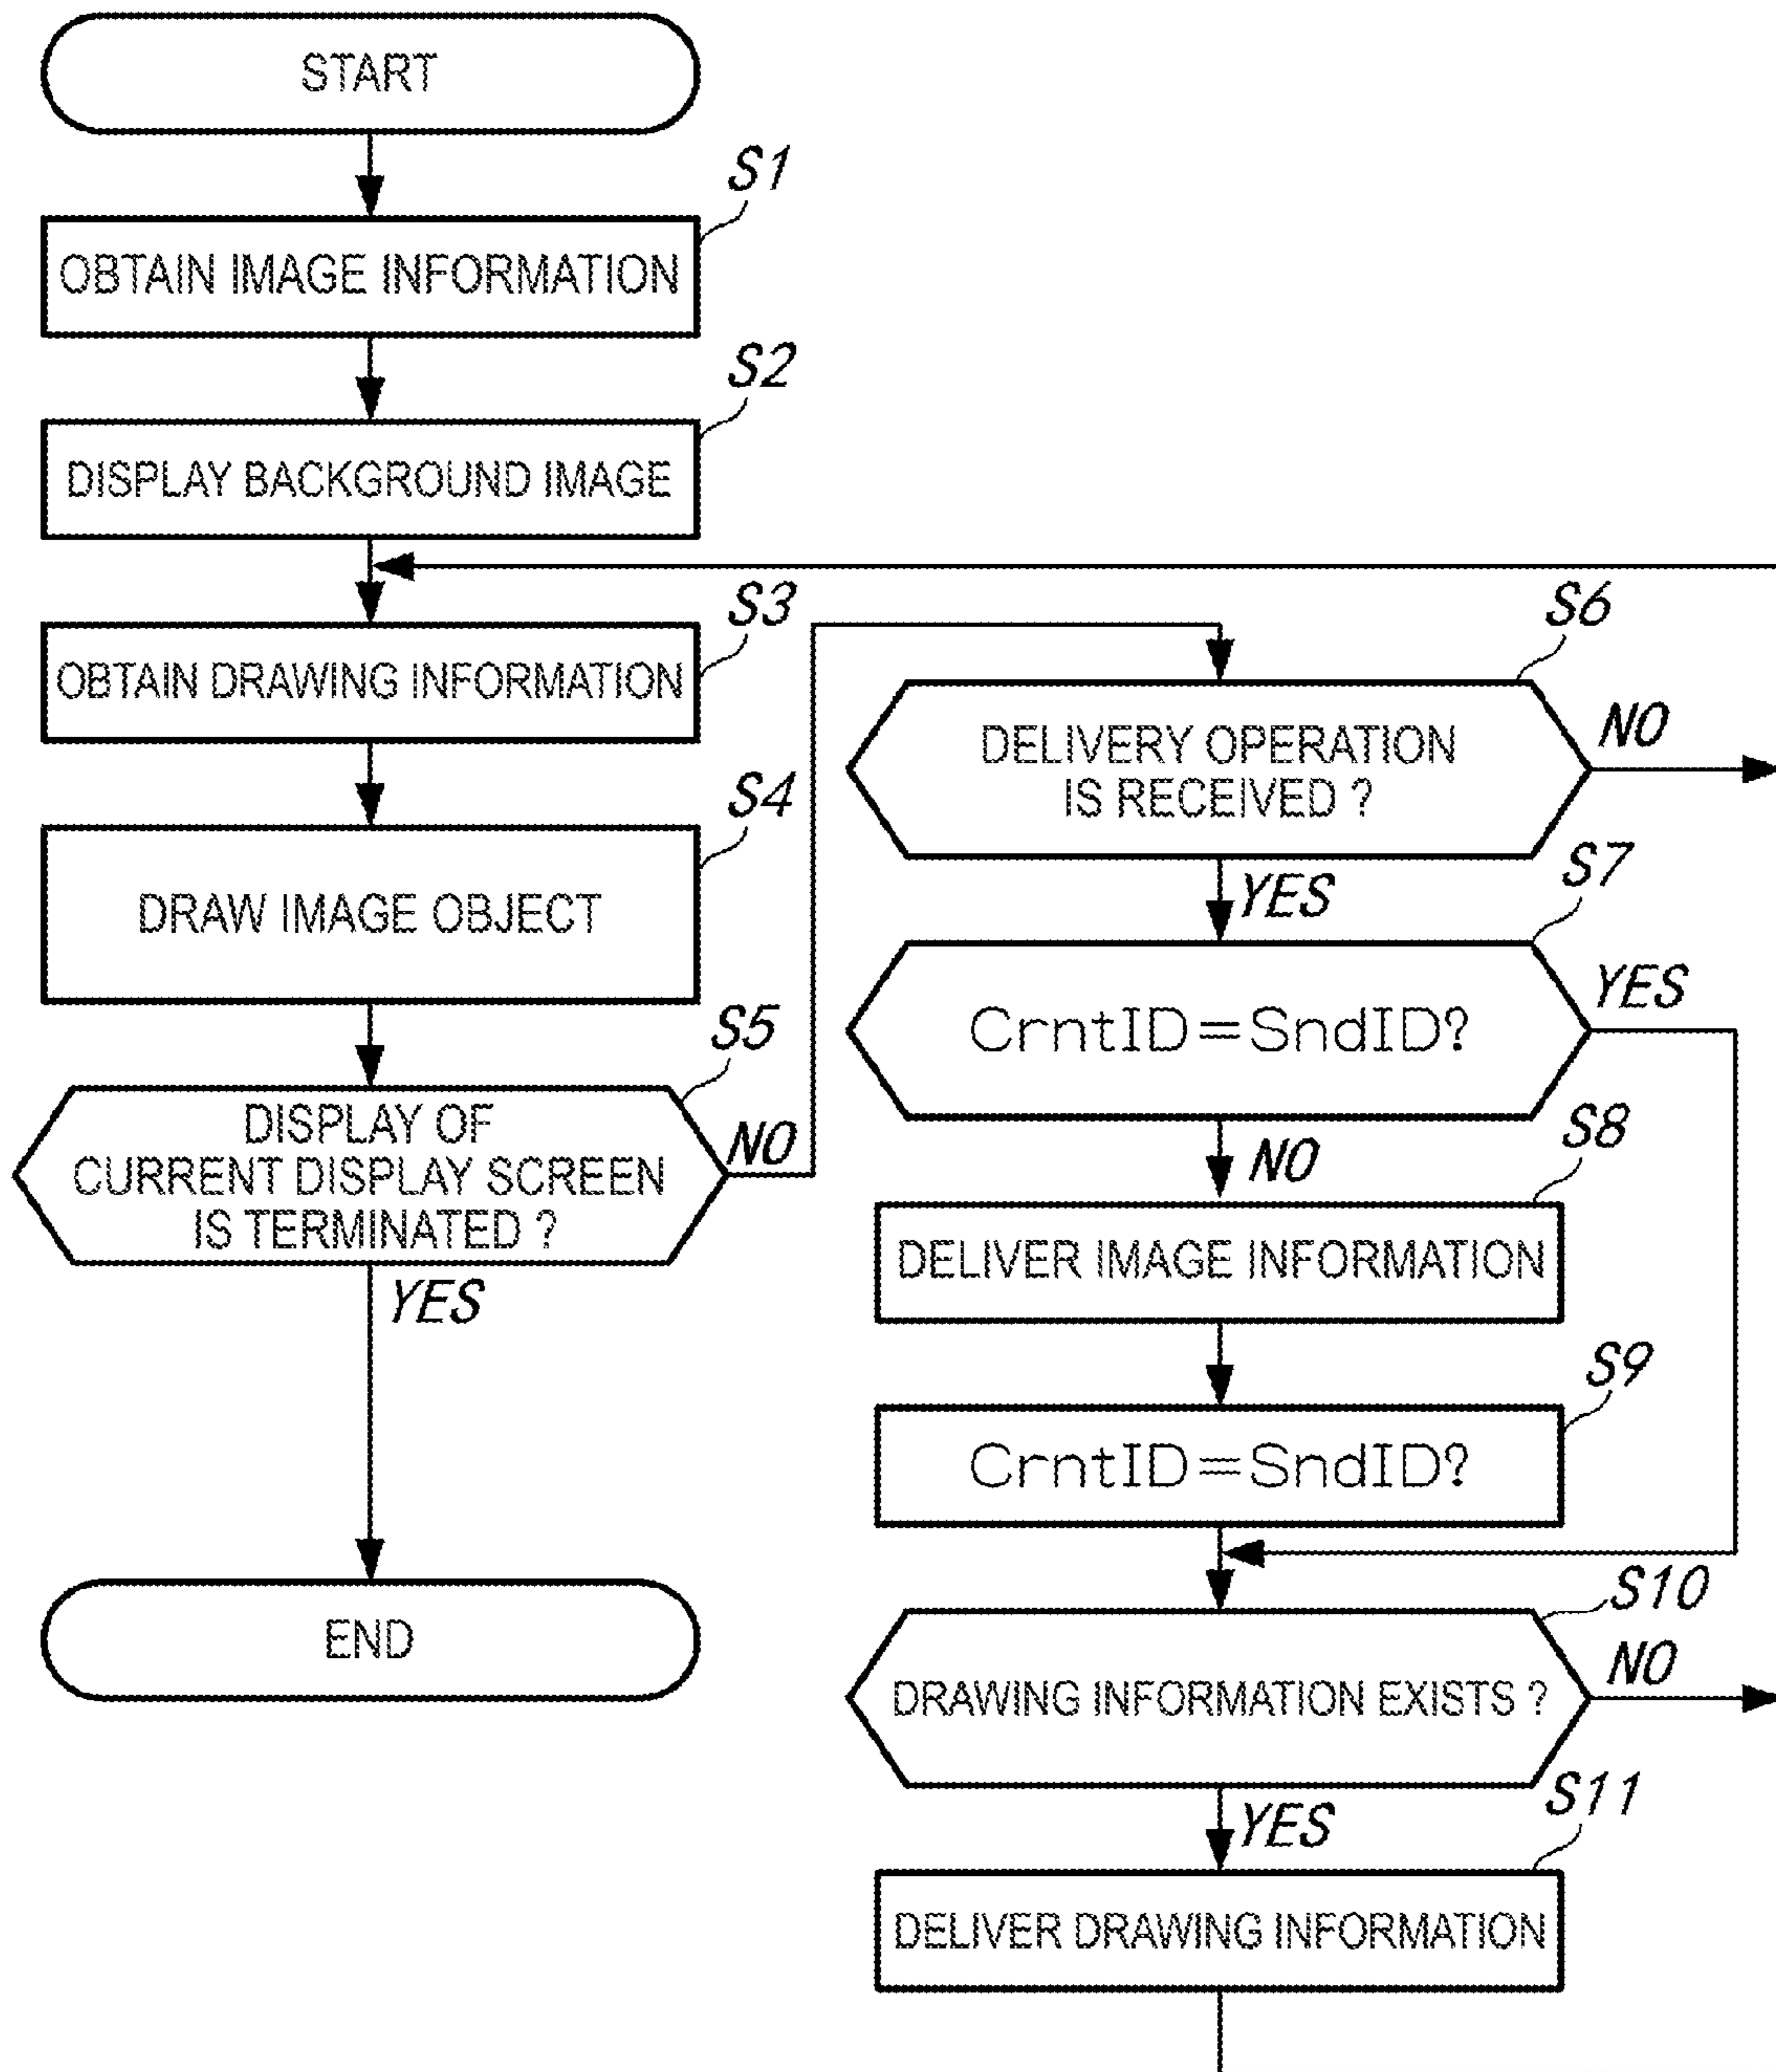 START
S1
OBTAIN IMAGE INFORMATION
S2
DISPLAY BACKGROUND IMAGE
S3
OBTAIN DRAWING INFORMATION
S4
DRAW IMAGE OBJECT
S5
DISPLAY OF
CURRENT DISPLAY SCREEN
IS TERMINATED ?
NO
YES
END
S6
DELIVERY OPERATION
IS RECEIVED ?
NO
YES
S7
CrntID=SndID?
YES
NO
S8
DELIVER IMAGE INFORMATION
S9
CrntID=SndID?
S10
DRAWING INFORMATION EXISTS ?
NO
YES
S11
DELIVER DRAWING INFORMATION